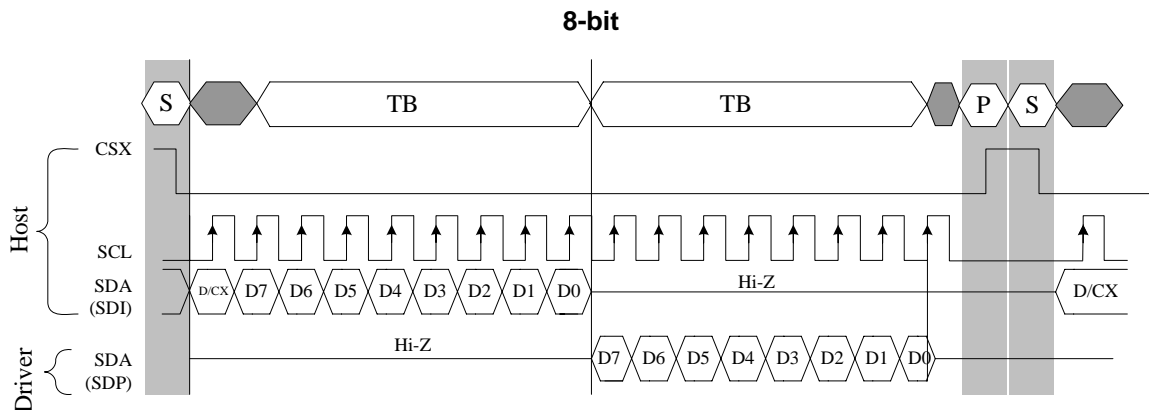 8-bit
S TB TB P S
CSX
Host
SCL
SDA
(SDI)
D/CX D7 D6 D5 D4 D3 D2 D1 D0 Hi-Z D/CX
Driver
SDA
(SDP)
Hi-Z D7 D6 D5 D4 D3 D2 D1 D0